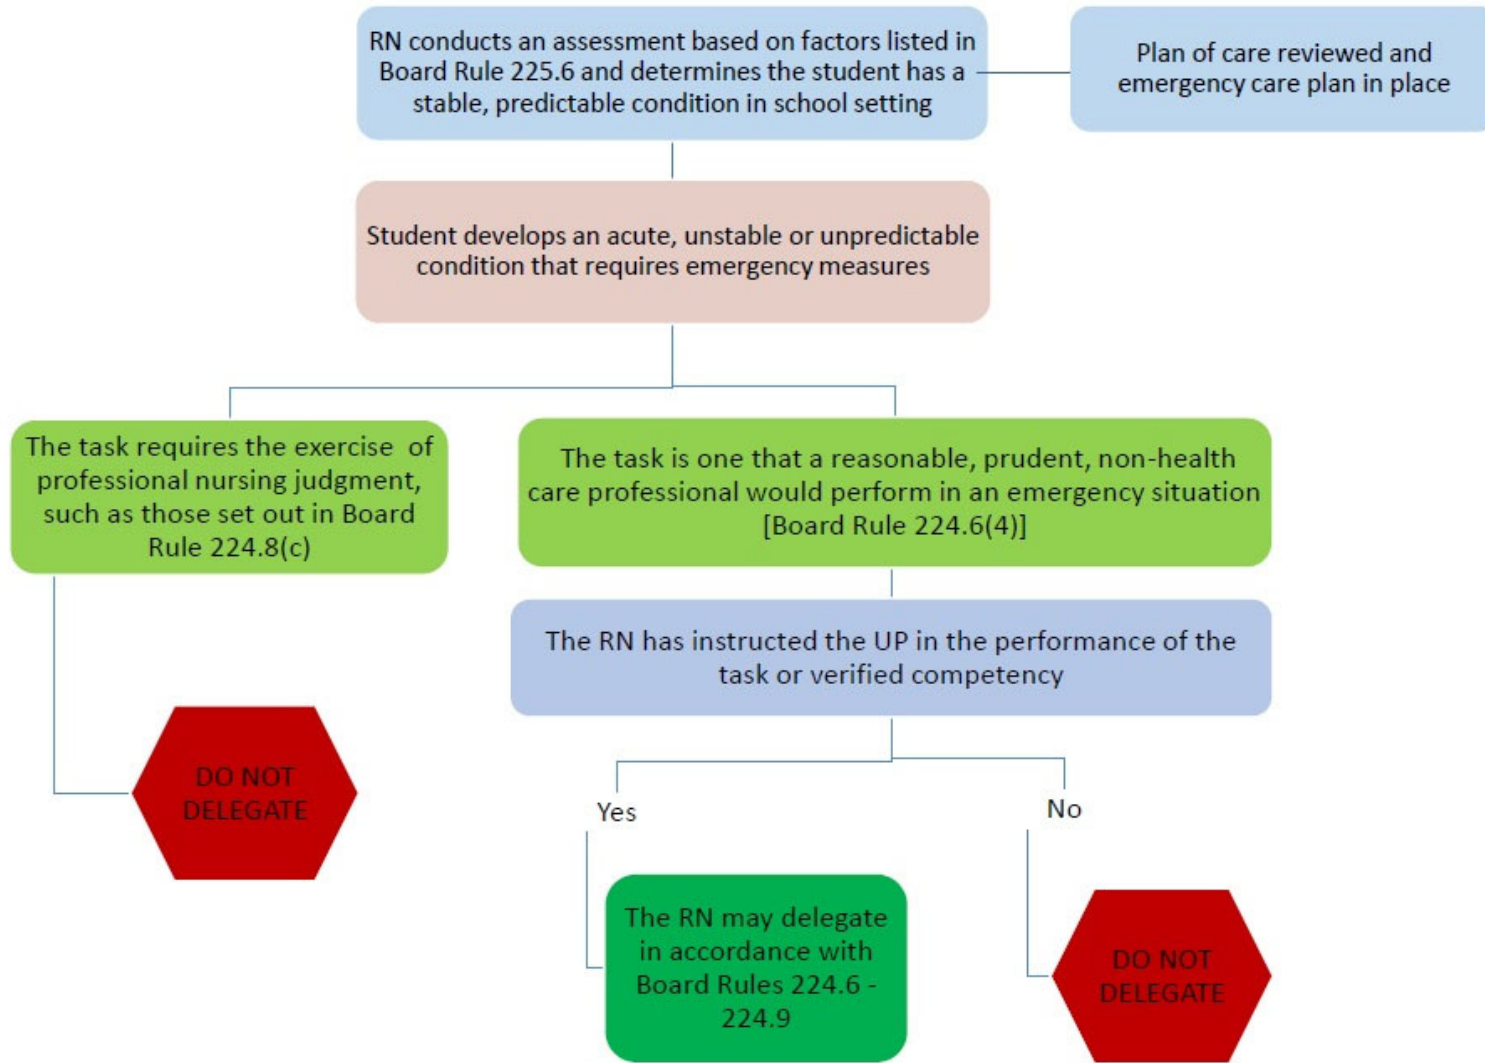 RN conducts an assessment based on factors listed in
Board Rule 225.6 and determines the student has a
stable, predictable condition in school setting
Plan of care reviewed and
emergency care plan in place
Student develops an acute, unstable or unpredictable
condition that requires emergency measures
The task requires the exercise of
professional nursing judgment,
such as those set out in Board
Rule 224.8(c)
The task is one that a reasonable, prudent, non-health
care professional would perform in an emergency situation
[Board Rule 224.6(4)]
The RN has instructed the UP in the performance of the
task or verified competency
DO NOT
DELEGATE
Yes
No
The RN may delegate
in accordance with
Board Rules 224.6 -
224.9
DO NOT
DELEGATE